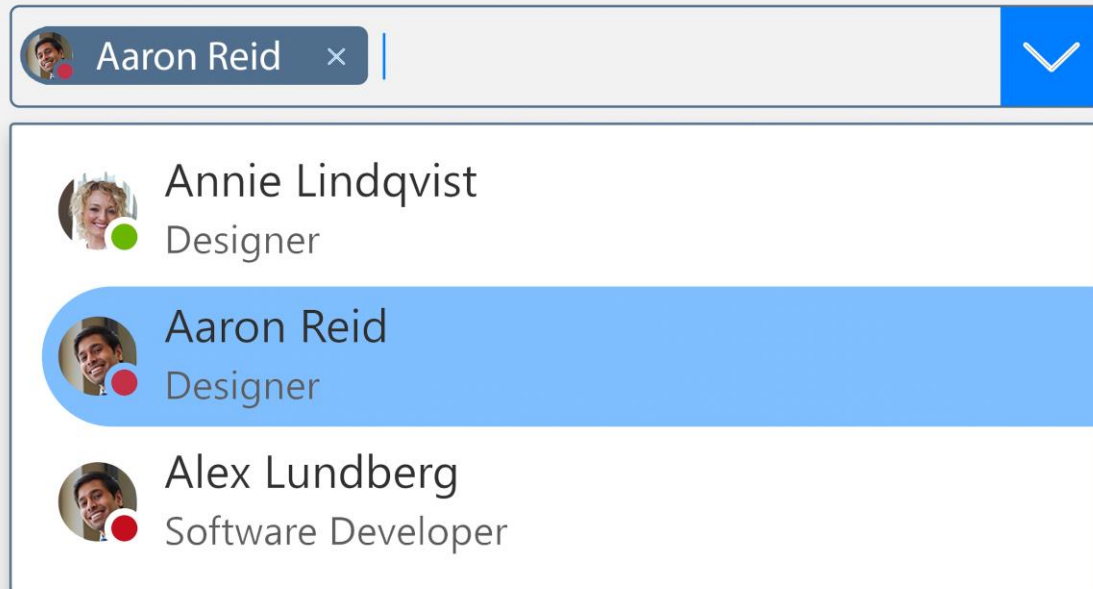 Aaron Reid
Annie Lindqvist
Designer
Aaron Reid
Designer
Alex Lundberg
Software Developer